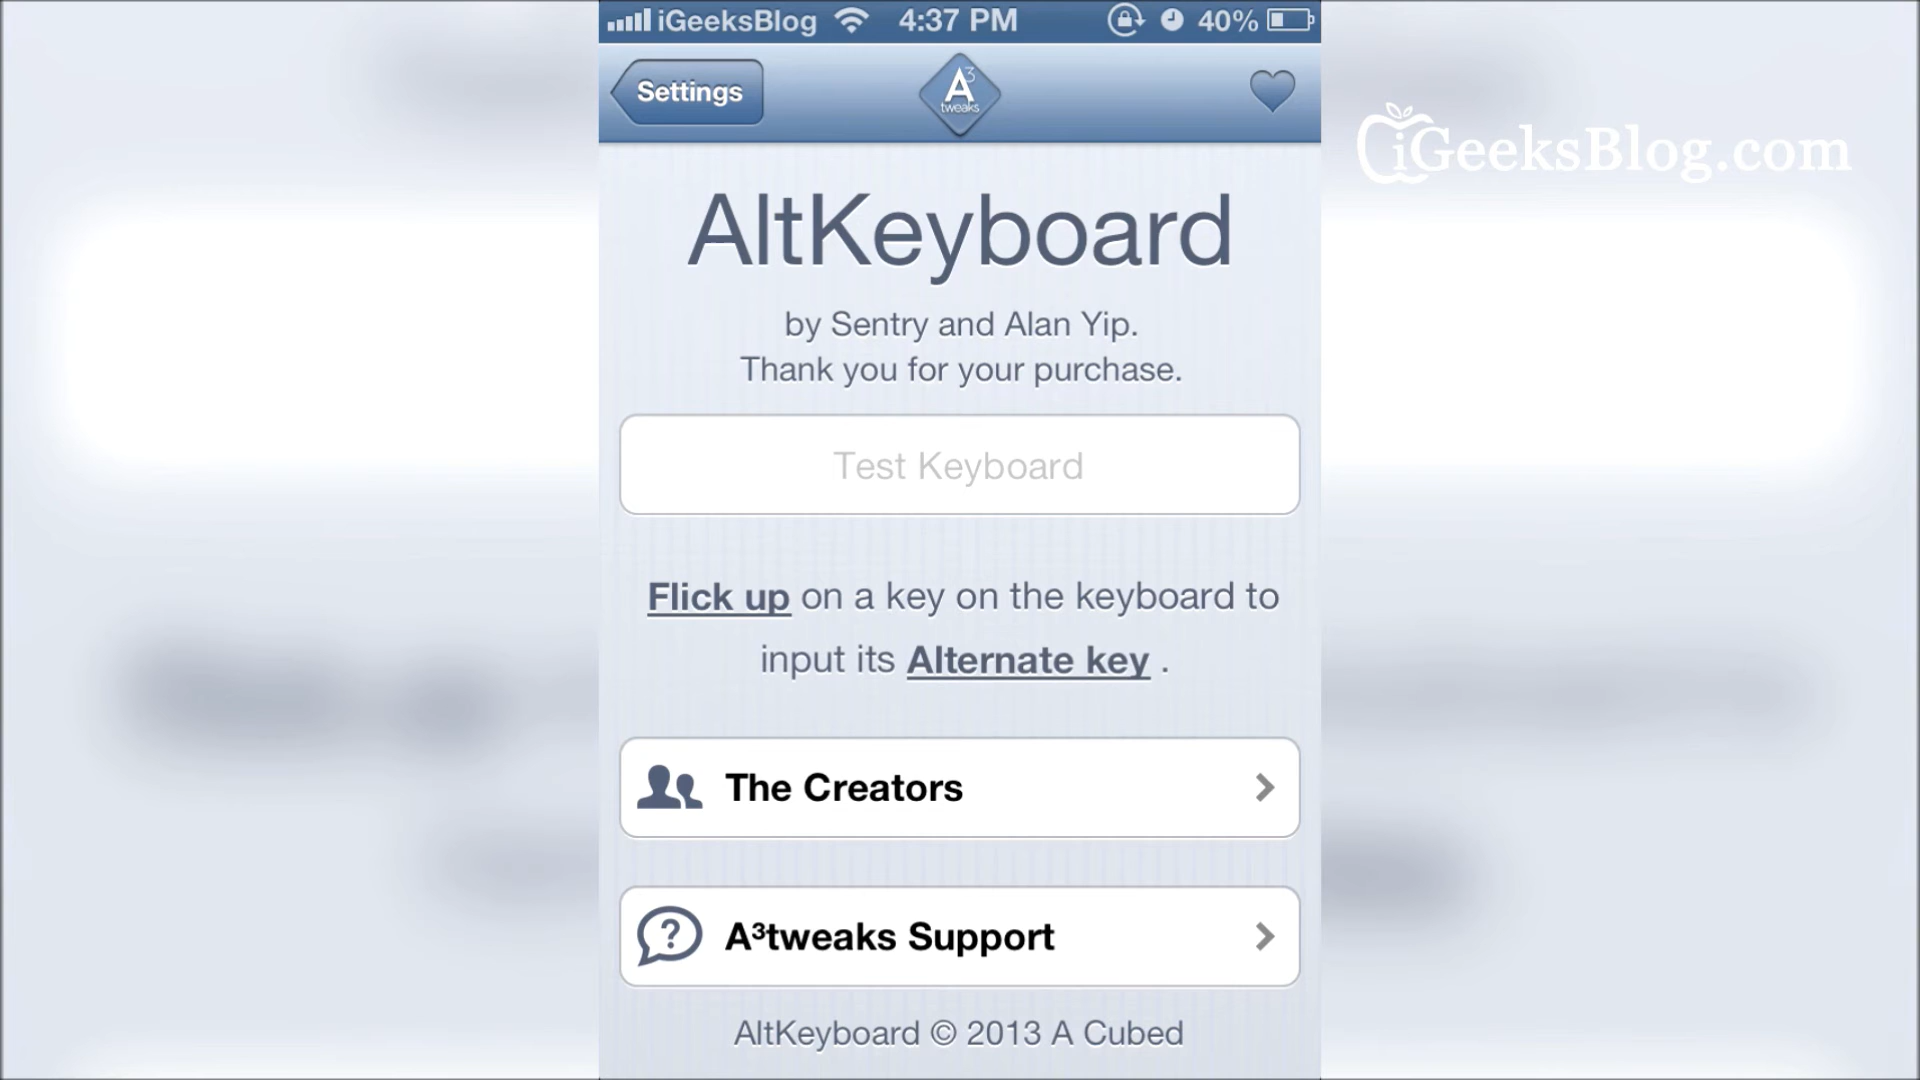 iGeeksBlog 4:37 PM 40%
Settings
A3
tweaks
iGeeksBlog.com
AltKeyboard
by Sentry and Alan Yip.
Thank you for your purchase.
Test Keyboard
Flick up on a key on the keyboard to
input its Alternate key .
The Creators
A³tweaks Support
AltKeyboard © 2013 A Cubed